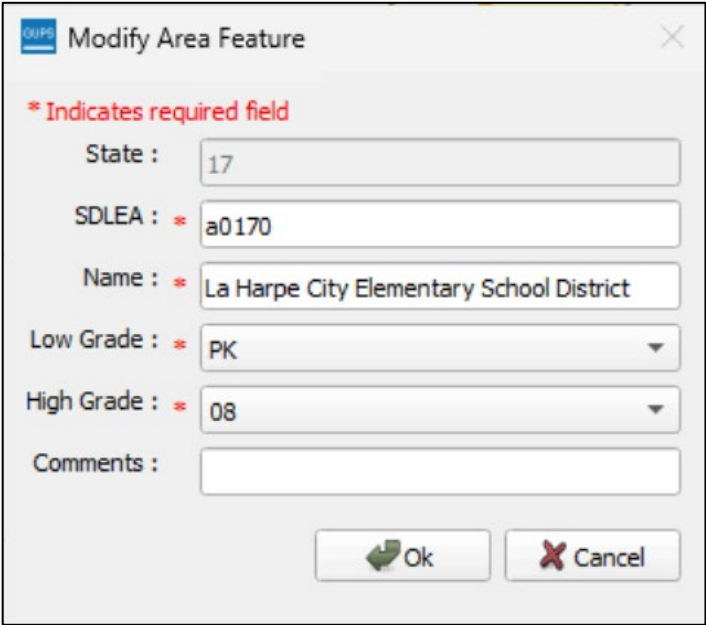 GUPS Modify Area Feature
* Indicates required field
State : 17
SDLEA : * a0170
Name : * La Harpe City Elementary School District
Low Grade : * PK
High Grade : * 08
Comments :
Ok Cancel